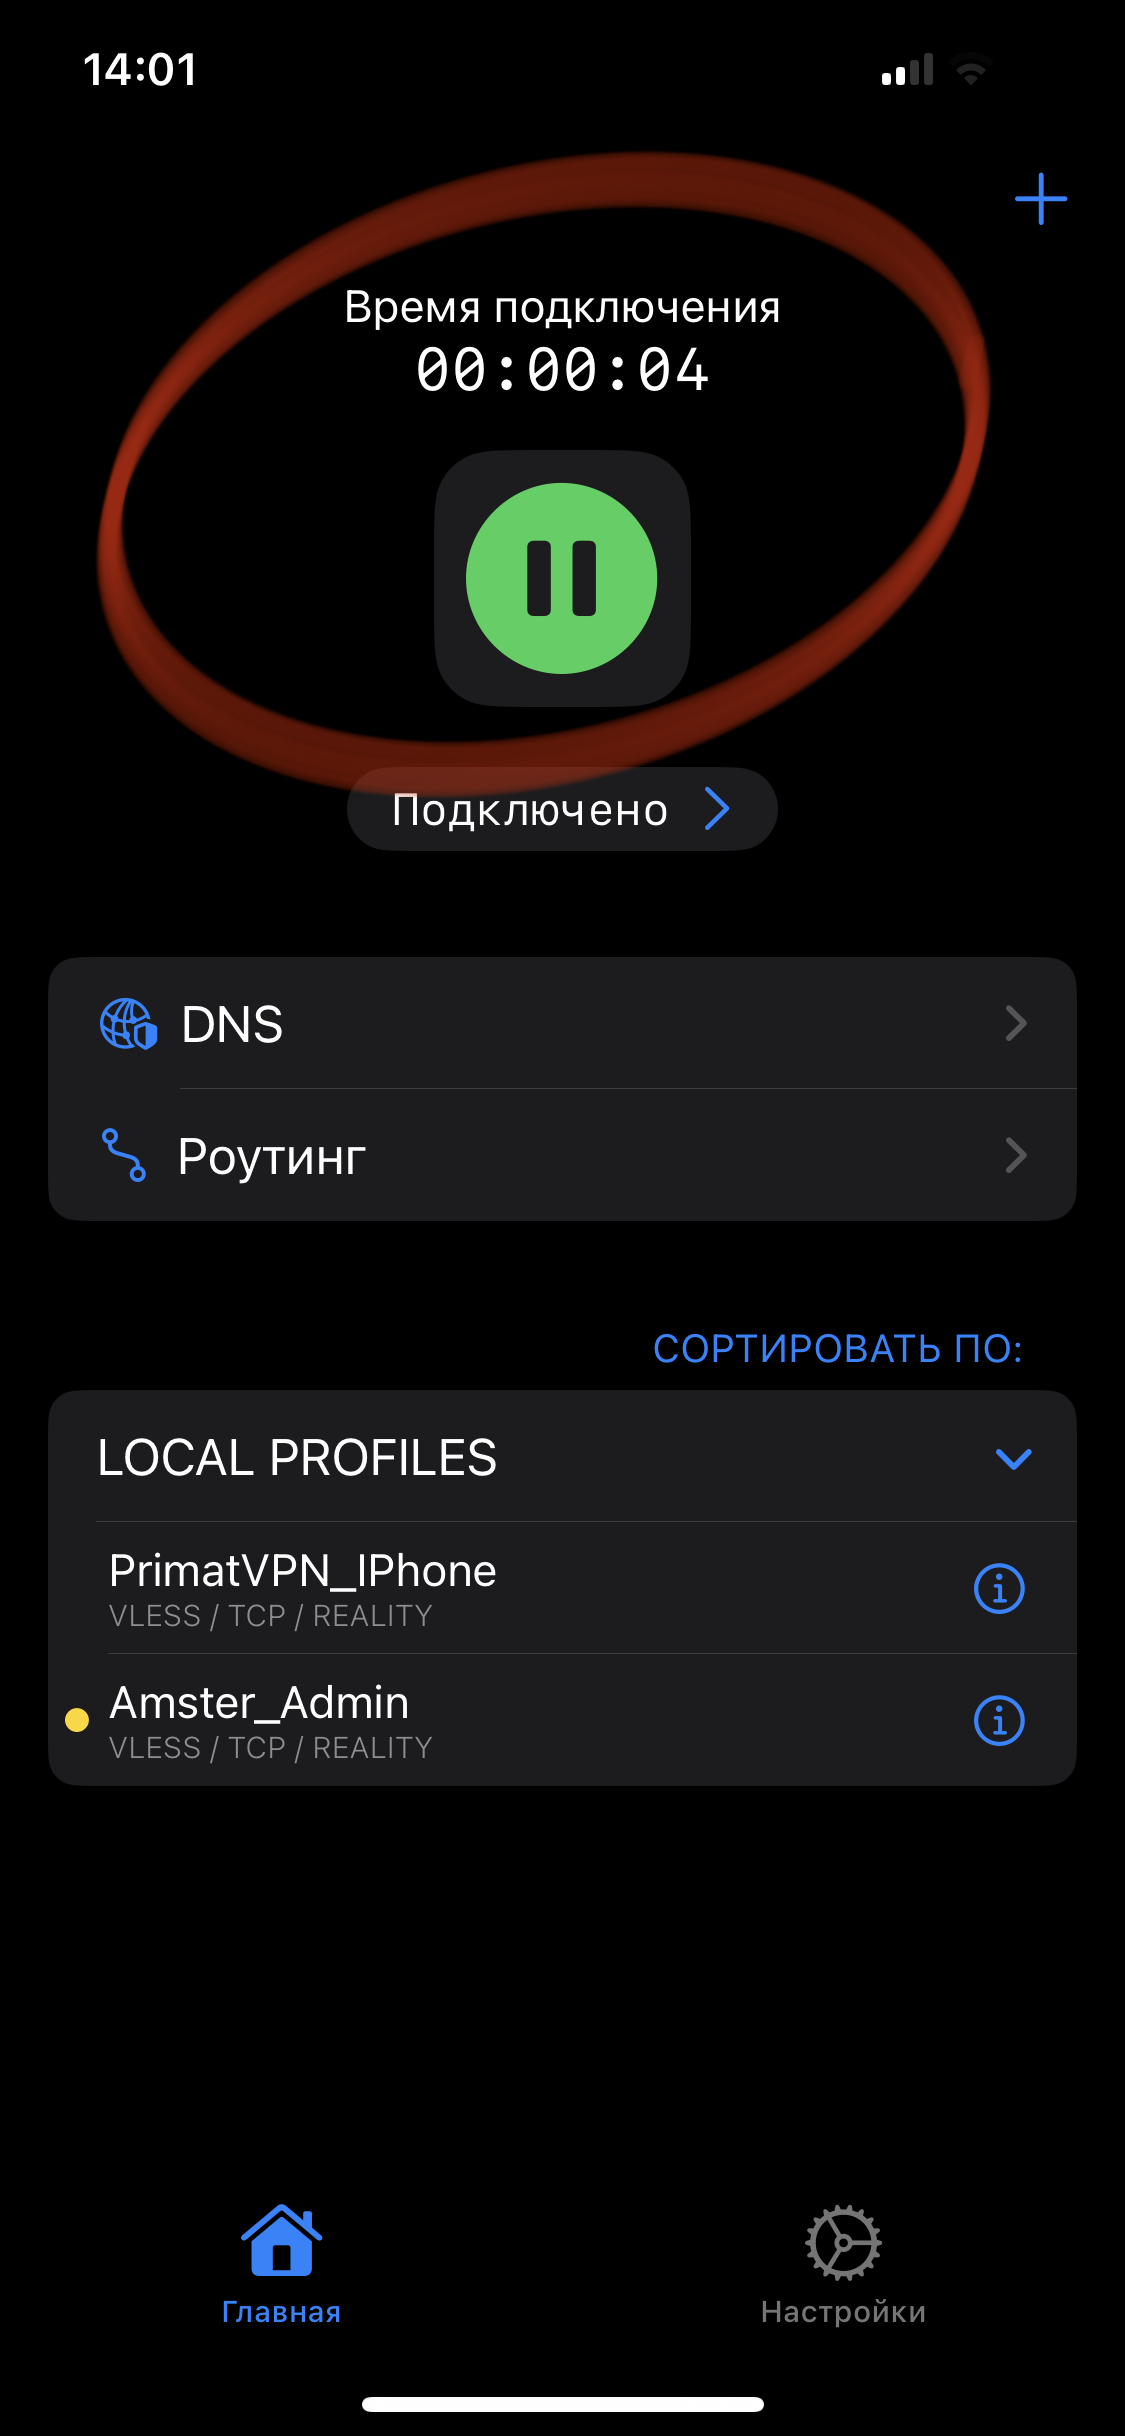 14:01
Время подключения
00:00:04
Подключено
DNS
Роутинг
СОРТИРОВАТЬ ПО:
LOCAL PROFILES
PrimatVPN_IPhone
VLESS / TCP / REALITY
Amster_Admin
VLESS / TCP / REALITY
Главная
Настройки